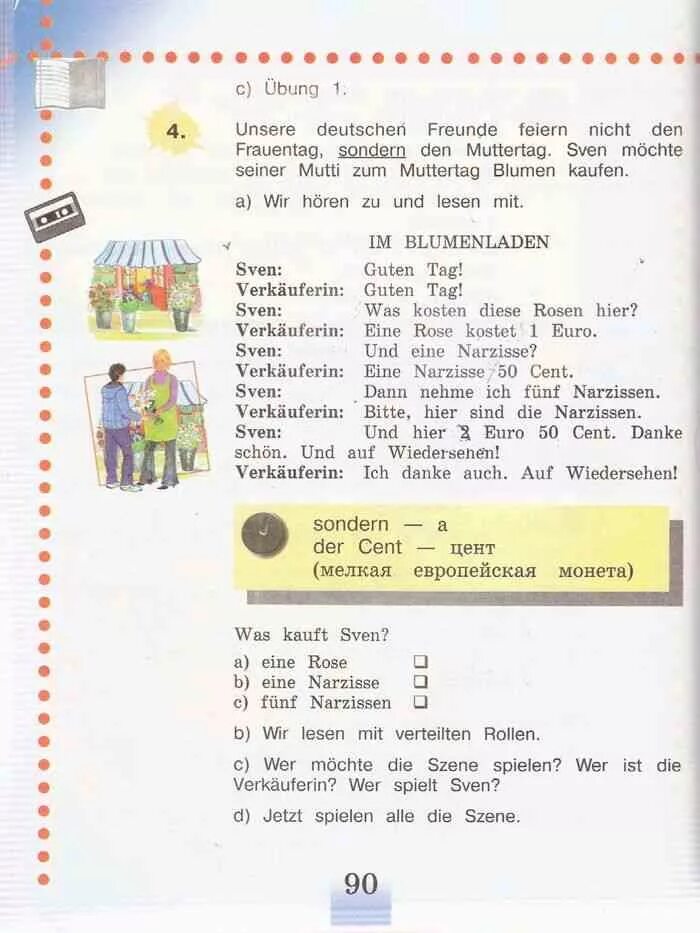 c) Übung 1.
4.
Unsere deutschen Freunde feiern nicht den
Frauentag, sondern den Muttertag. Sven möchte
seiner Mutti zum Muttertag Blumen kaufen.
a) Wir hören zu und lesen mit.
IM BLUMENLADEN
Sven: Guten Tag!
Verkäuferin: Guten Tag!
Sven: Was kosten diese Rosen hier?
Verkäuferin: Eine Rose kostet 1 Euro.
Sven: Und eine Narzisse?
Verkäuferin: Eine Narzisse 50 Cent.
Sven: Dann nehme ich fünf Narzissen.
Verkäuferin: Bitte, hier sind die Narzissen.
Sven: Und hier 2 Euro 50 Cent. Danke
schön. Und auf Wiedersehen!
Verkäuferin: Ich danke auch. Auf Wiedersehen!
sondern — а
der Cent — цент
(мелкая европейская монета)
Was kauft Sven?
a) eine Rose
b) eine Narzisse
c) fünf Narzissen
b) Wir lesen mit verteilten Rollen.
c) Wer möchte die Szene spielen? Wer ist die
Verkäuferin? Wer spielt Sven?
d) Jetzt spielen alle die Szene.
90